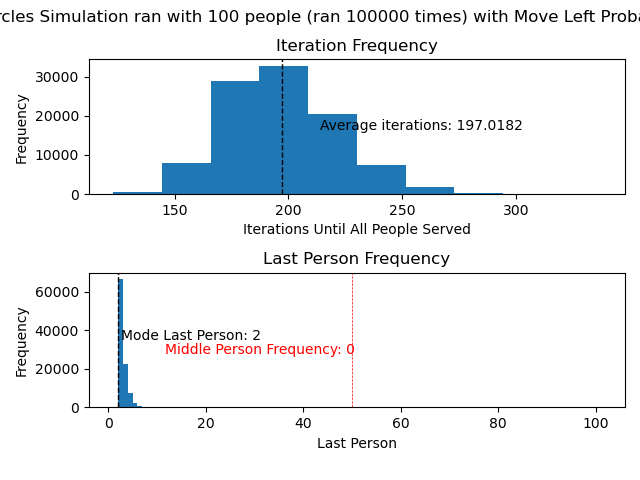 rcles Simulation ran with 100 people (ran 100000 times) with Move Left Proba
Iteration Frequency
30000
20000
10000
0
Frequency
Average iterations: 197.0182
150 200 250 300
Iterations Until All People Served
Last Person Frequency
60000
40000
20000
0
Frequency
Mode Last Person: 2
Middle Person Frequency: 0
0 20 40 60 80 100
Last Person